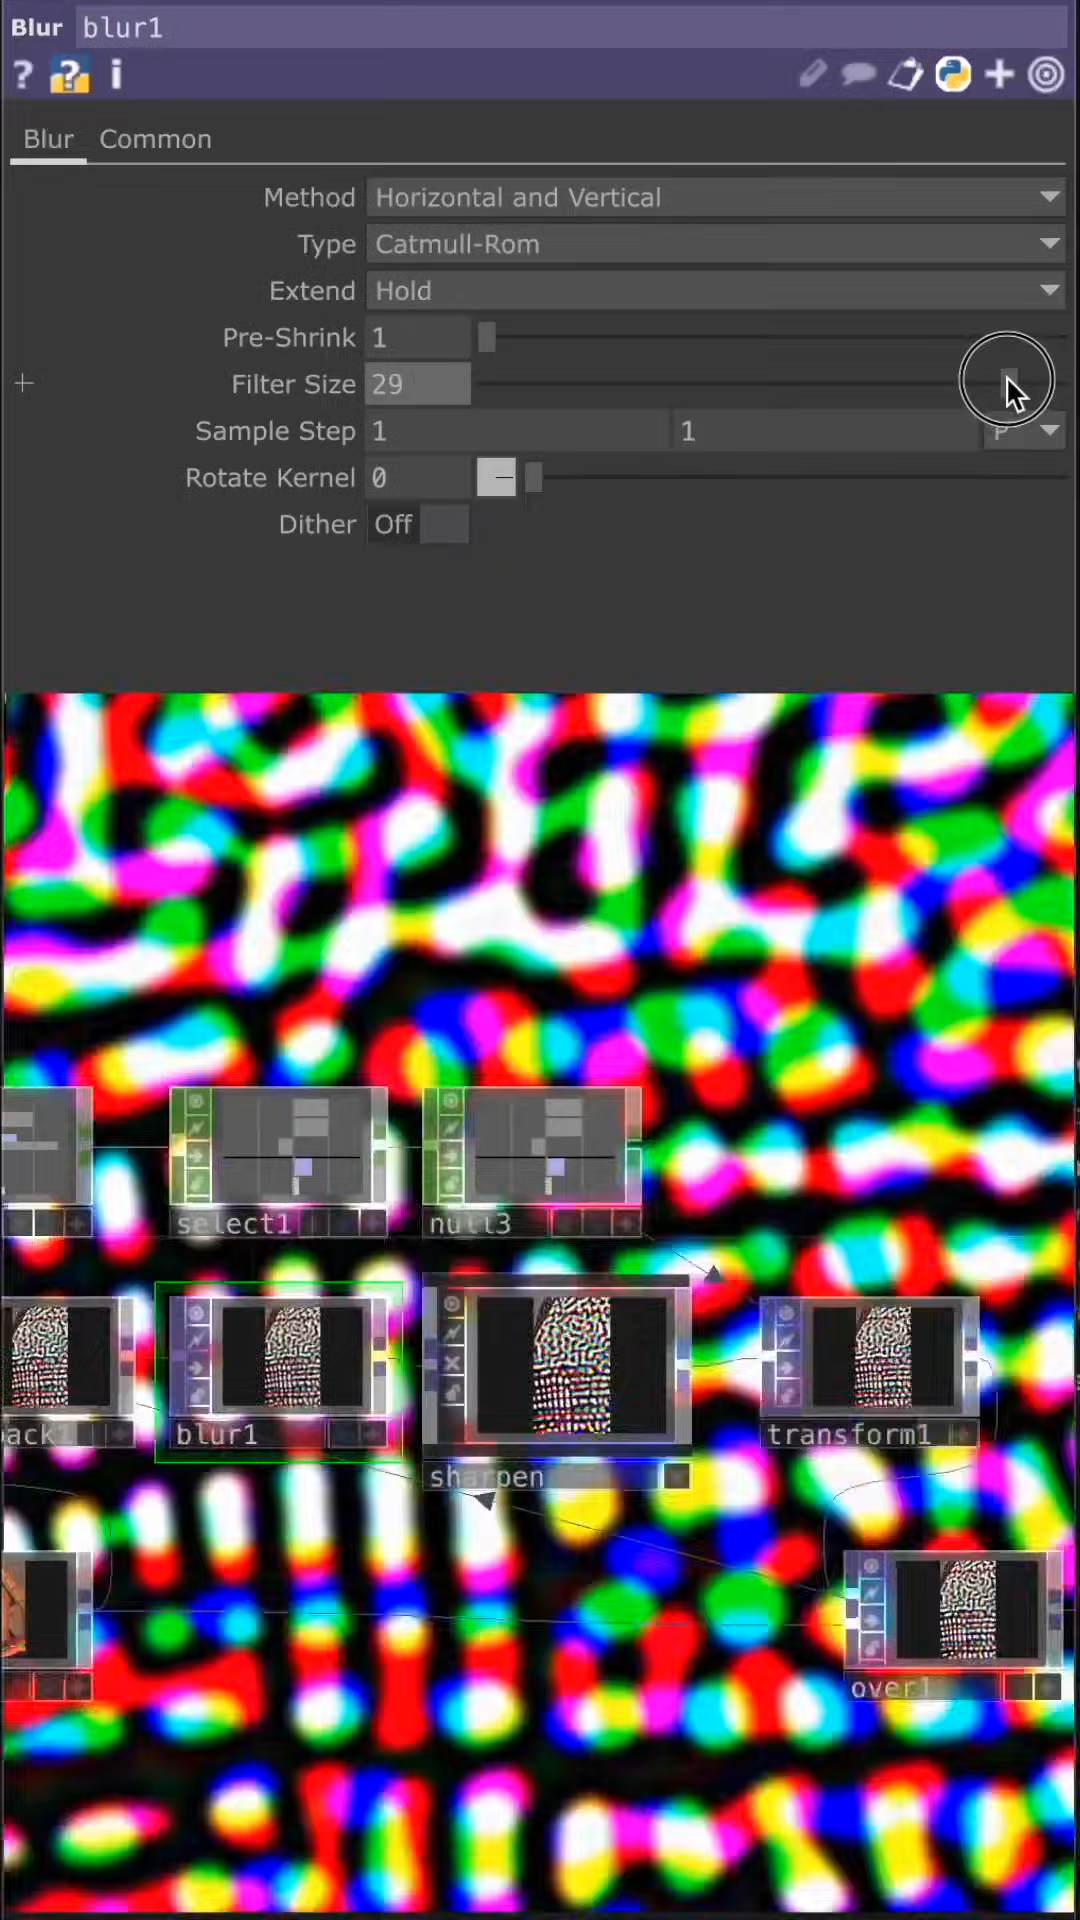 Blur blur1
? ? i
Blur Common
Method Horizontal and Vertical
Type Catmull-Rom
Extend Hold
Pre-Shrink 1
Filter Size 29
Sample Step 1 1 P
Rotate Kernel 0
Dither Off
select1 null3
ack1 blur1 sharpen transform1
over1